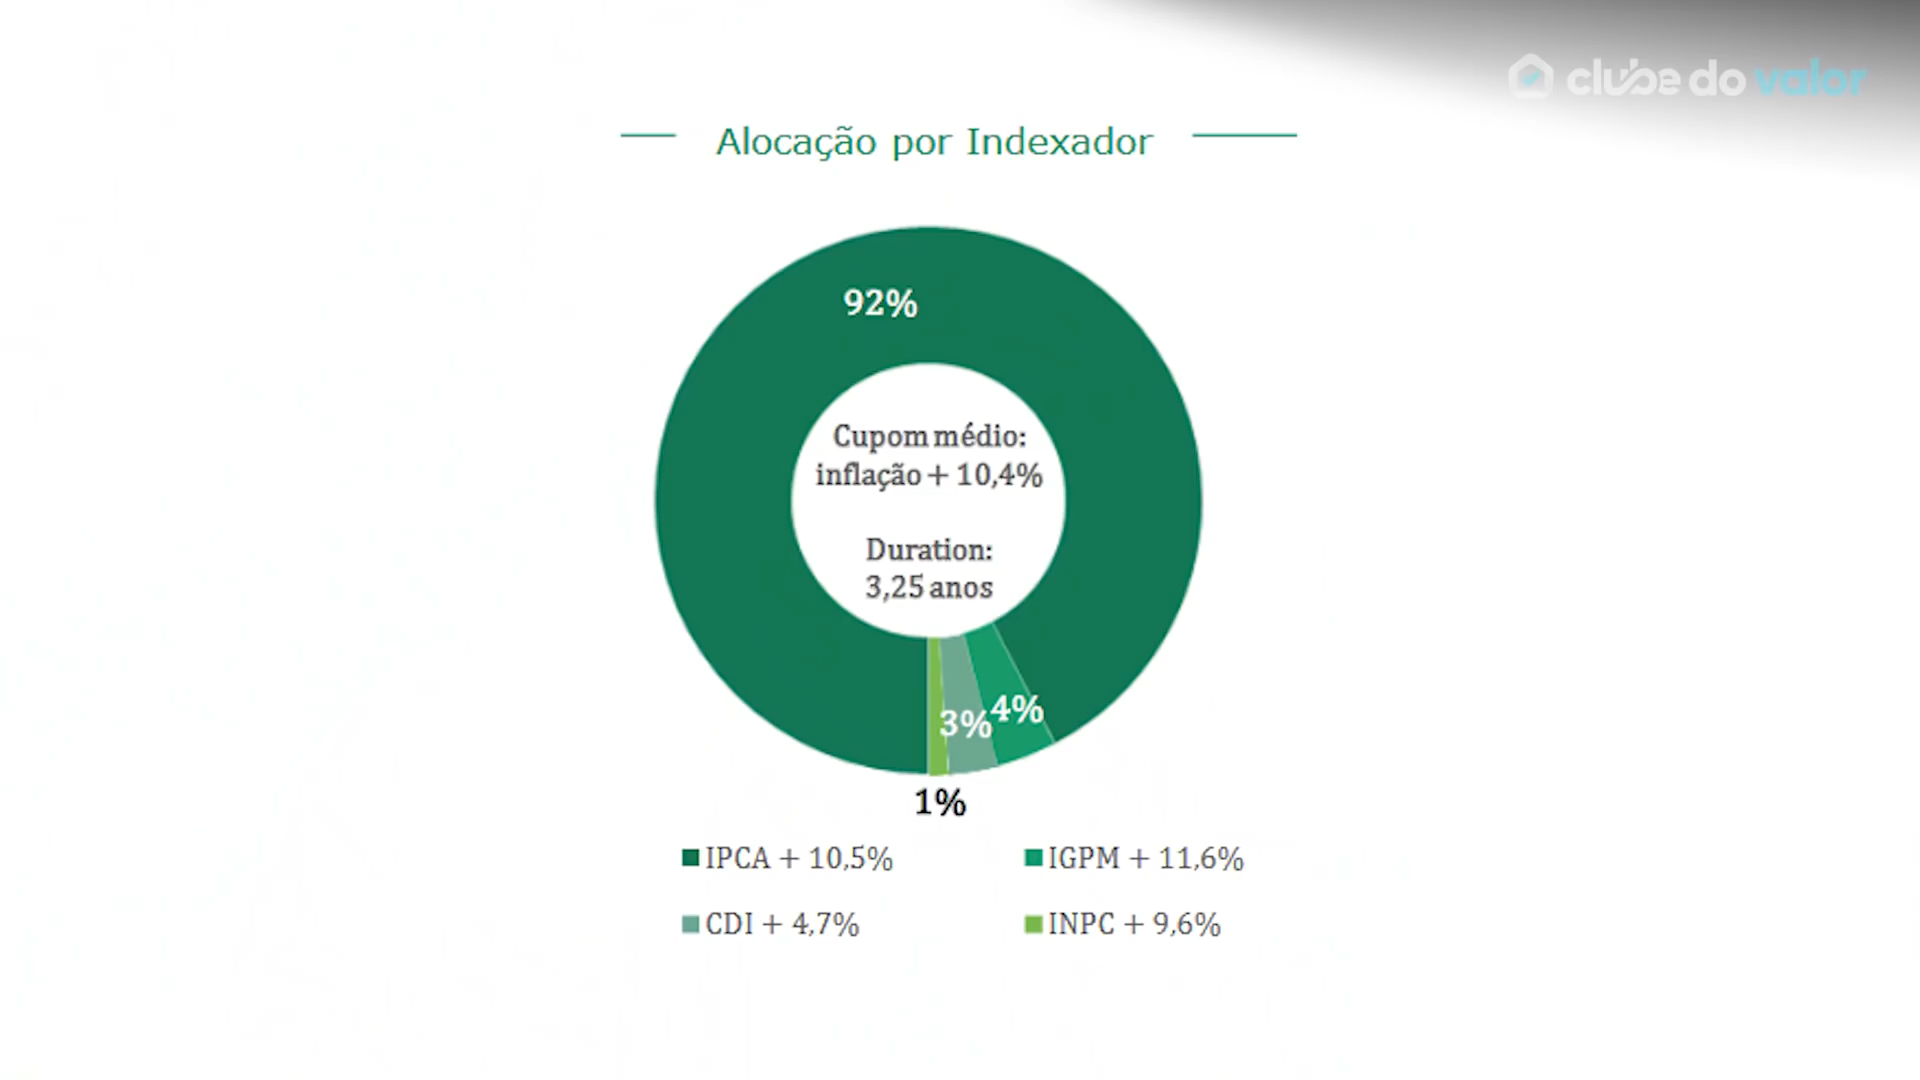 clube do valor
Alocação por Indexador
92%
Cupom médio:
inflação + 10,4%
Duration:
3,25 anos
4%
3%
1%
IPCA + 10,5%
IGPM + 11,6%
CDI + 4,7%
INPC + 9,6%